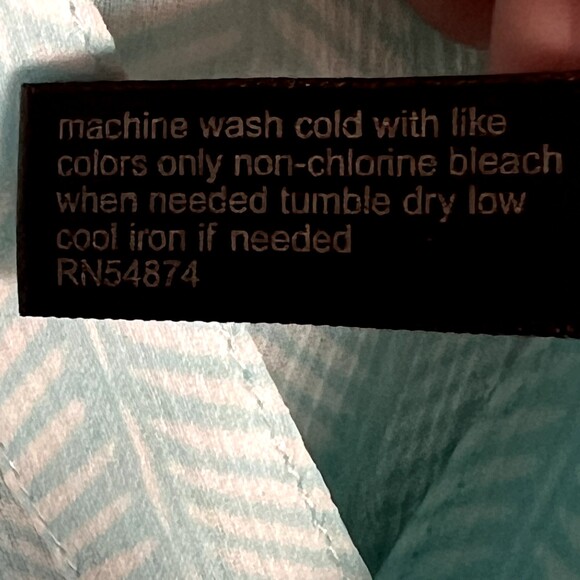 machine wash cold with like
colors only non-chlorine bleach
when needed tumble dry low
cool iron if needed
RN54874